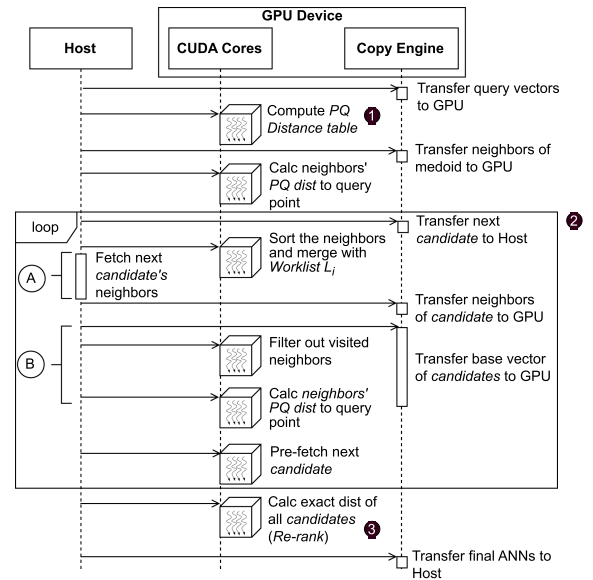 GPU Device
Host
CUDA Cores
Copy Engine
Transfer query vectors
to GPU
Compute PQ
Distance table
1
Transfer neighbors of
medoid to GPU
Calc neighbors'
PQ dist to query
point
loop
Transfer next
candidate to Host
2
Sort the neighbors
and merge with
Worklist Li
A
Fetch next
candidate's
neighbors
Transfer neighbors
of candidate to GPU
B
Filter out visited
neighbors
Transfer base vector
of candidates to GPU
Calc neighbors'
PQ dist to query
point
Pre-fetch next
candidate
Calc exact dist of
all candidates
(Re-rank)
3
Transfer final ANNs to
Host